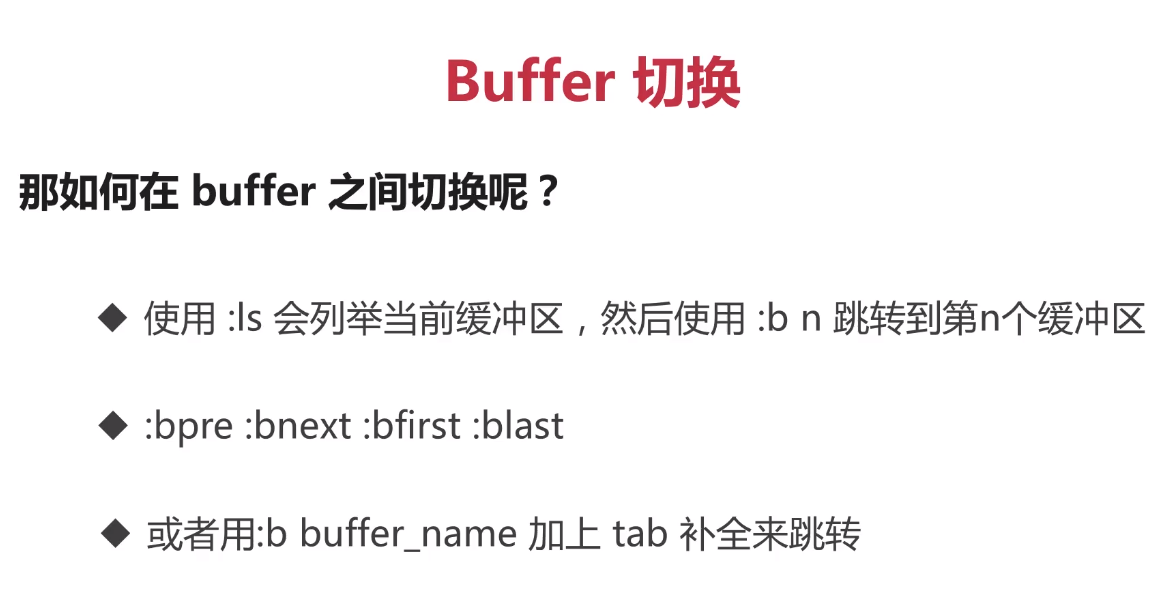 Buffer 切换
那如何在 buffer 之间切换呢？
◆ 使用 :ls 会列举当前缓冲区，然后使用 :b n 跳转到第n个缓冲区
◆ :bpre :bnext :bfirst :blast
◆ 或者用:b buffer_name 加上 tab 补全来跳转